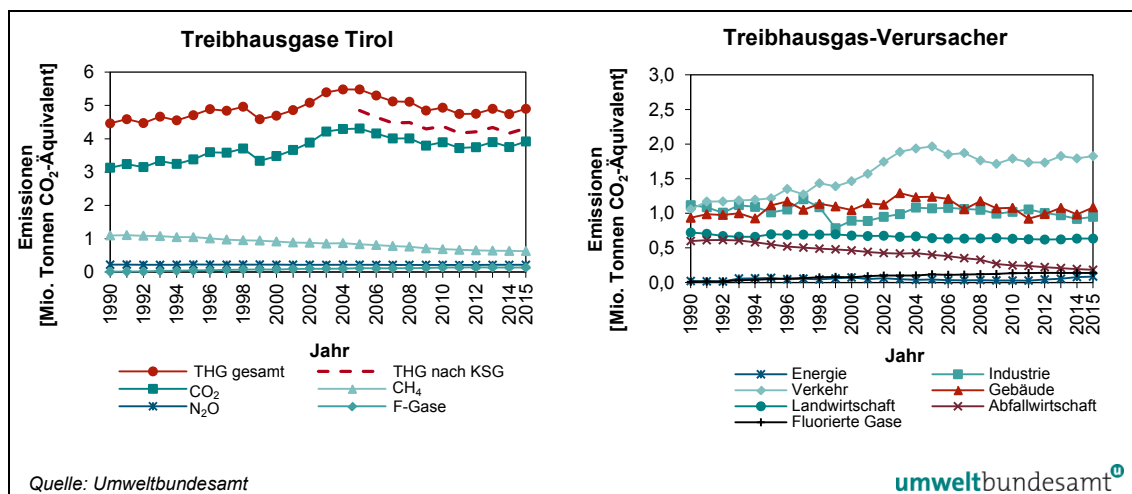 Treibhausgase Tirol
Emissionen
[Mio. Tonnen CO₂-Äquivalent]
6
5
4
3
2
1
0
1990
1992
1994
1996
1998
2000
2002
2004
2006
2008
2010
2012
2014
2015
Jahr
THG gesamt
THG nach KSG
CO₂
CH₄
N₂O
F-Gase
Treibhausgas-Verursacher
Emissionen
[Mio. Tonnen CO₂-Äquivalent]
3,0
2,5
2,0
1,5
1,0
0,5
0,0
1990
1992
1994
1996
1998
2000
2002
2004
2006
2008
2010
2012
2014
2015
Jahr
Energie
Industrie
Verkehr
Gebäude
Landwirtschaft
Abfallwirtschaft
Fluorierte Gase
Quelle: Umweltbundesamt
umweltbundesamt
u